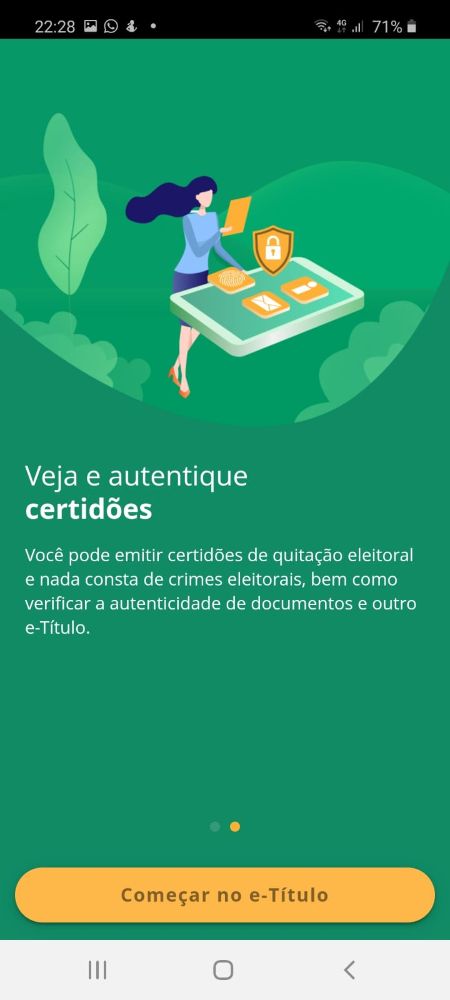 22:28
4G
71%
Veja e autentique
certidões
Você pode emitir certidões de quitação eleitoral
e nada consta de crimes eleitorais, bem como
verificar a autenticidade de documentos e outro
e-Título.
Começar no e-Título